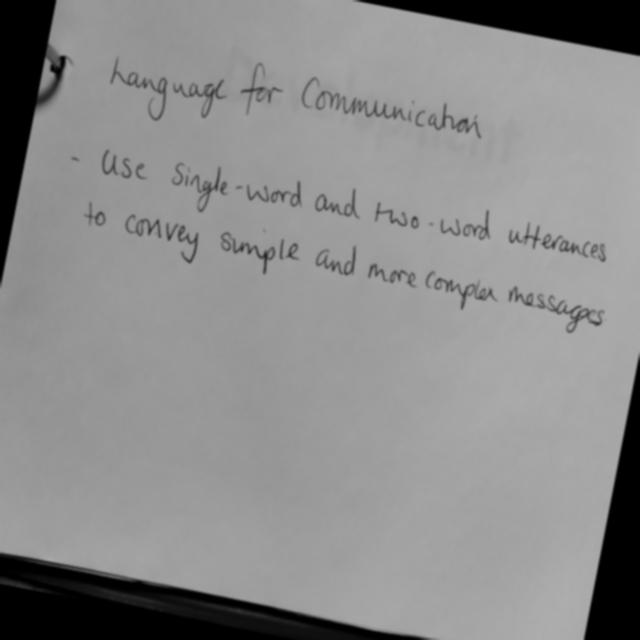 Language for Communication
- Use single-word and two-word utterances
to convey simple and more complex messages